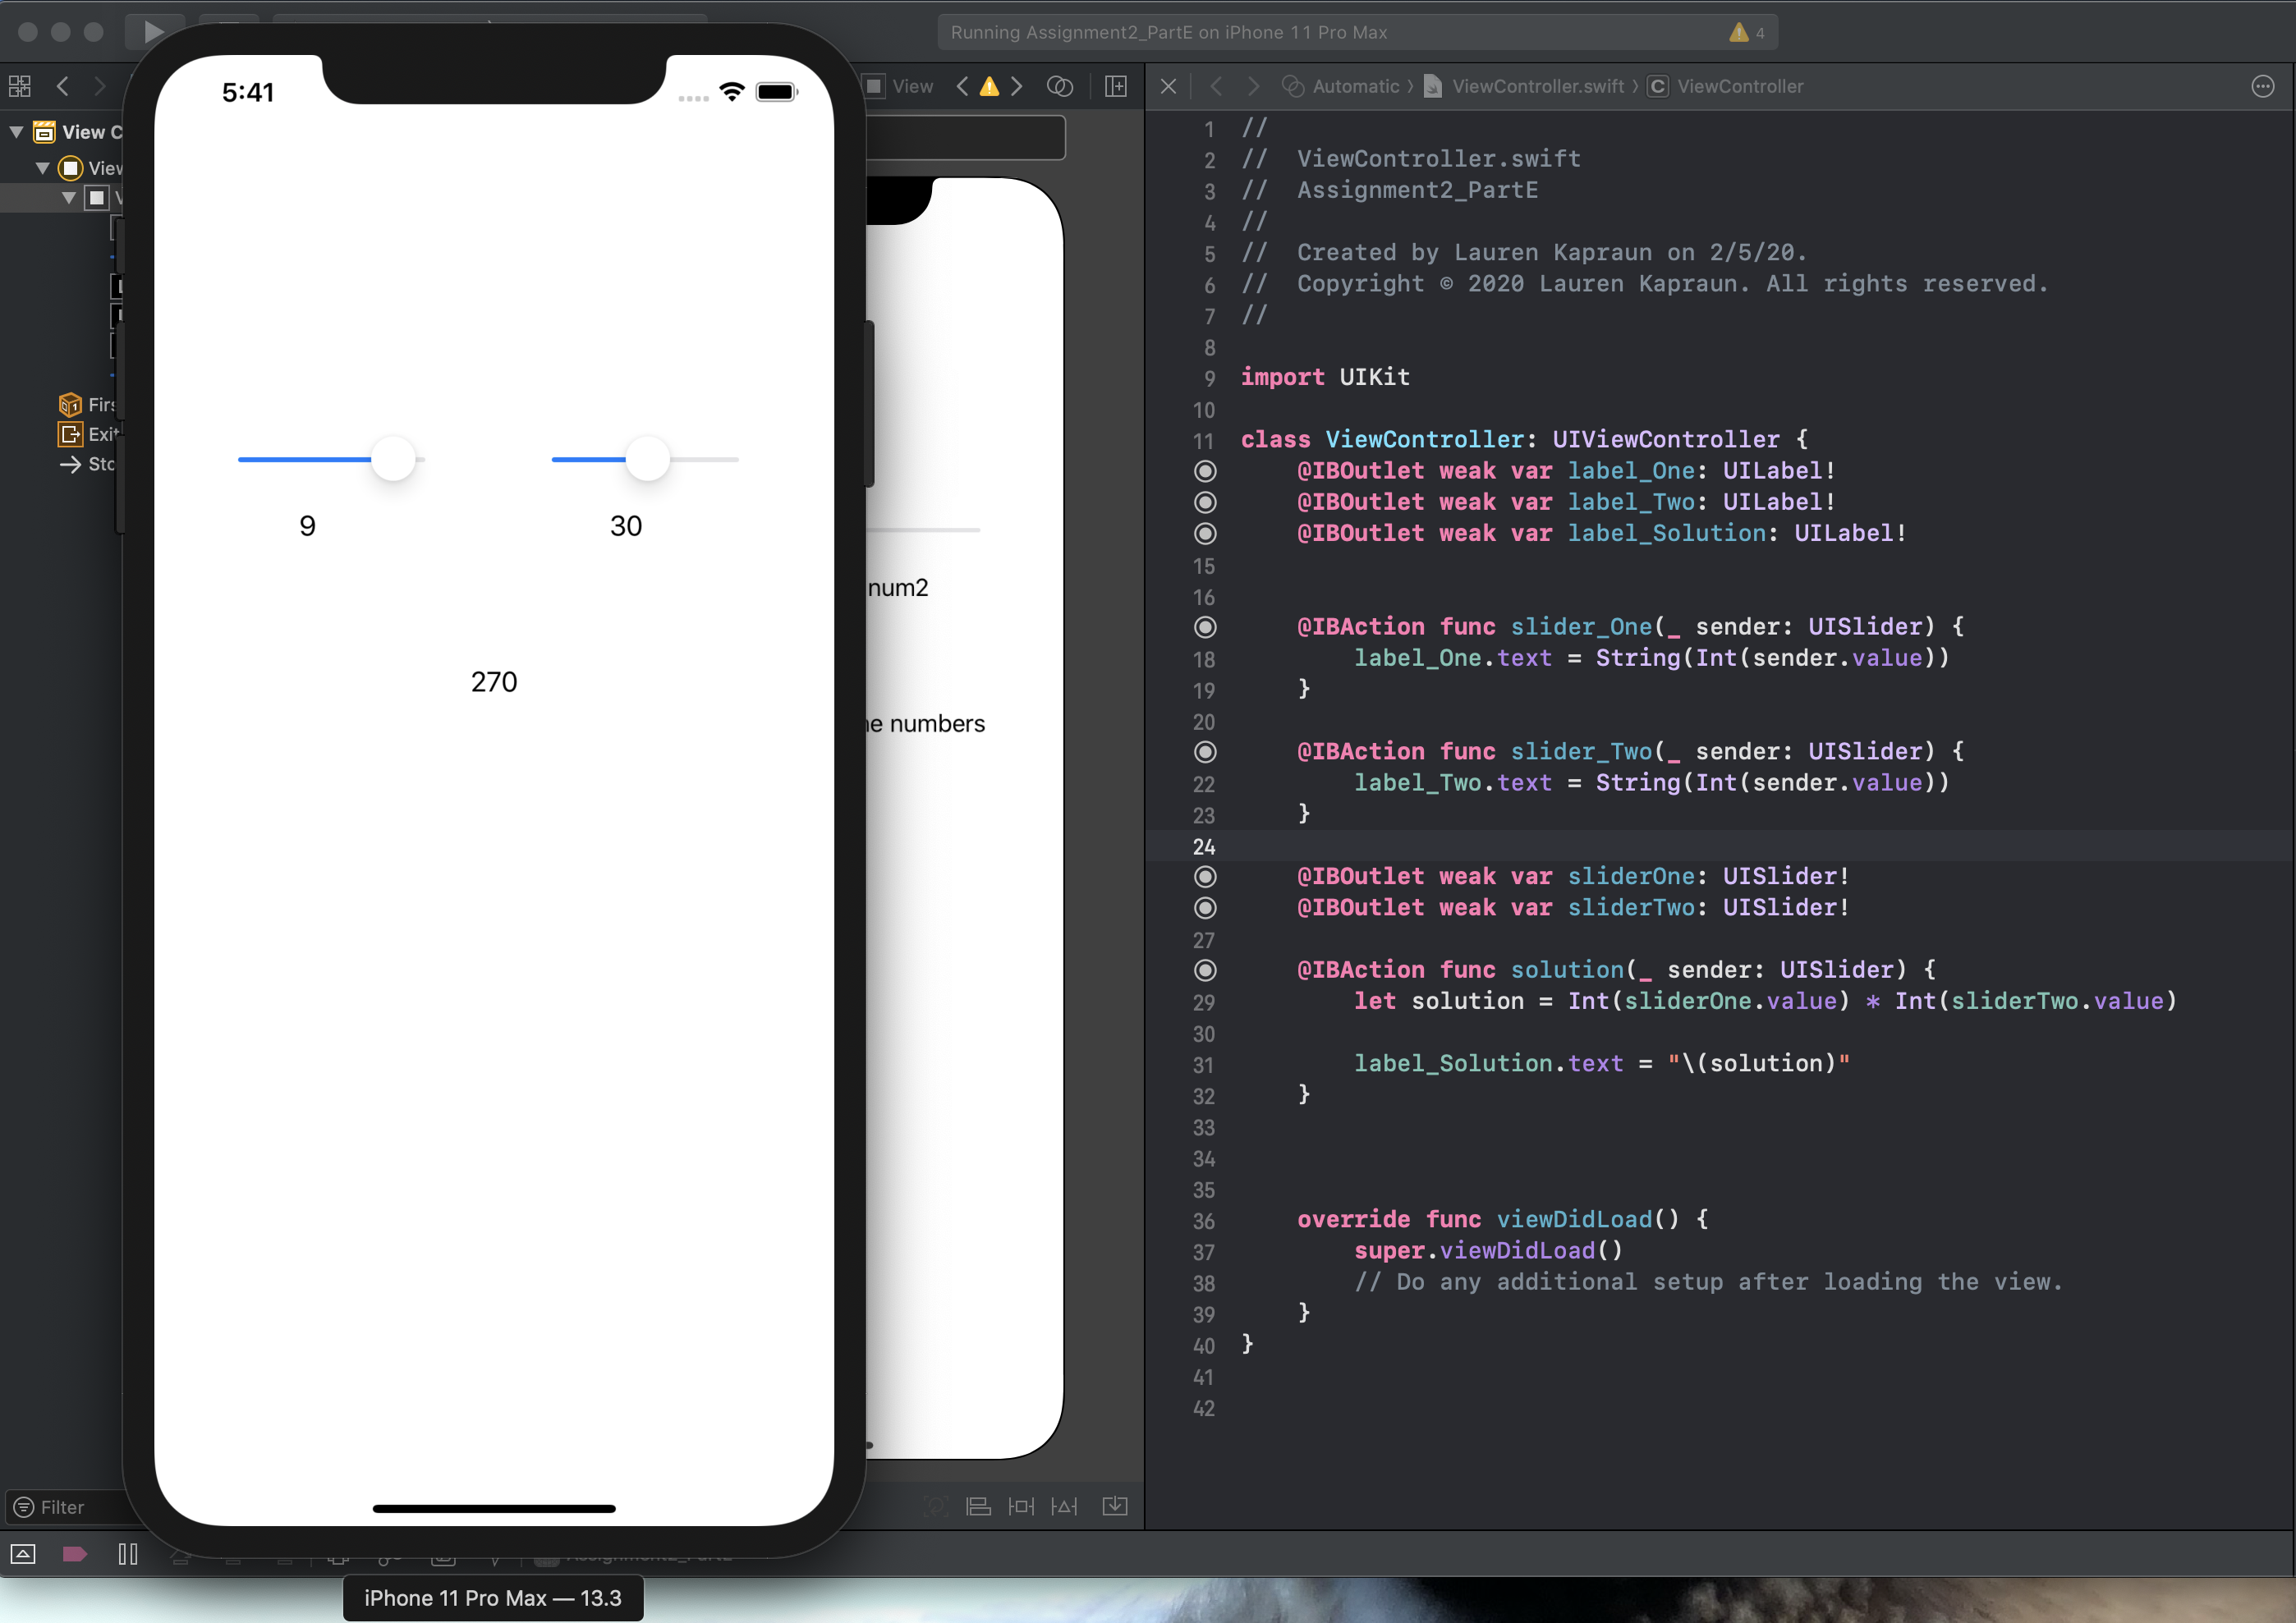 Running Assignment2_PartE on iPhone 11 Pro Max
4
View
Automatic 〉 ViewController.swift 〉 C ViewController
View C
Firs
Exit
Filter
5:41
9
30
270
num2
numbers
1 //
2 //  ViewController.swift
3 //  Assignment2_PartE
4 //
5 //  Created by Lauren Kapraun on 2/5/20.
6 //  Copyright © 2020 Lauren Kapraun. All rights reserved.
7 //
8
9 import UIKit
10
11 class ViewController: UIViewController {
@IBOutlet weak var label_One: UILabel!
@IBOutlet weak var label_Two: UILabel!
@IBOutlet weak var label_Solution: UILabel!
15
16
@IBAction func slider_One(_ sender: UISlider) {
18 label_One.text = String(Int(sender.value))
19 }
20
@IBAction func slider_Two(_ sender: UISlider) {
22 label_Two.text = String(Int(sender.value))
23 }
24
@IBOutlet weak var sliderOne: UISlider!
@IBOutlet weak var sliderTwo: UISlider!
27
@IBAction func solution(_ sender: UISlider) {
29 let solution = Int(sliderOne.value) * Int(sliderTwo.value)
30
31 label_Solution.text = "\(solution)"
32 }
33
34
35
36 override func viewDidLoad() {
37 super.viewDidLoad()
38 // Do any additional setup after loading the view.
39 }
40 }
41
42
iPhone 11 Pro Max — 13.3